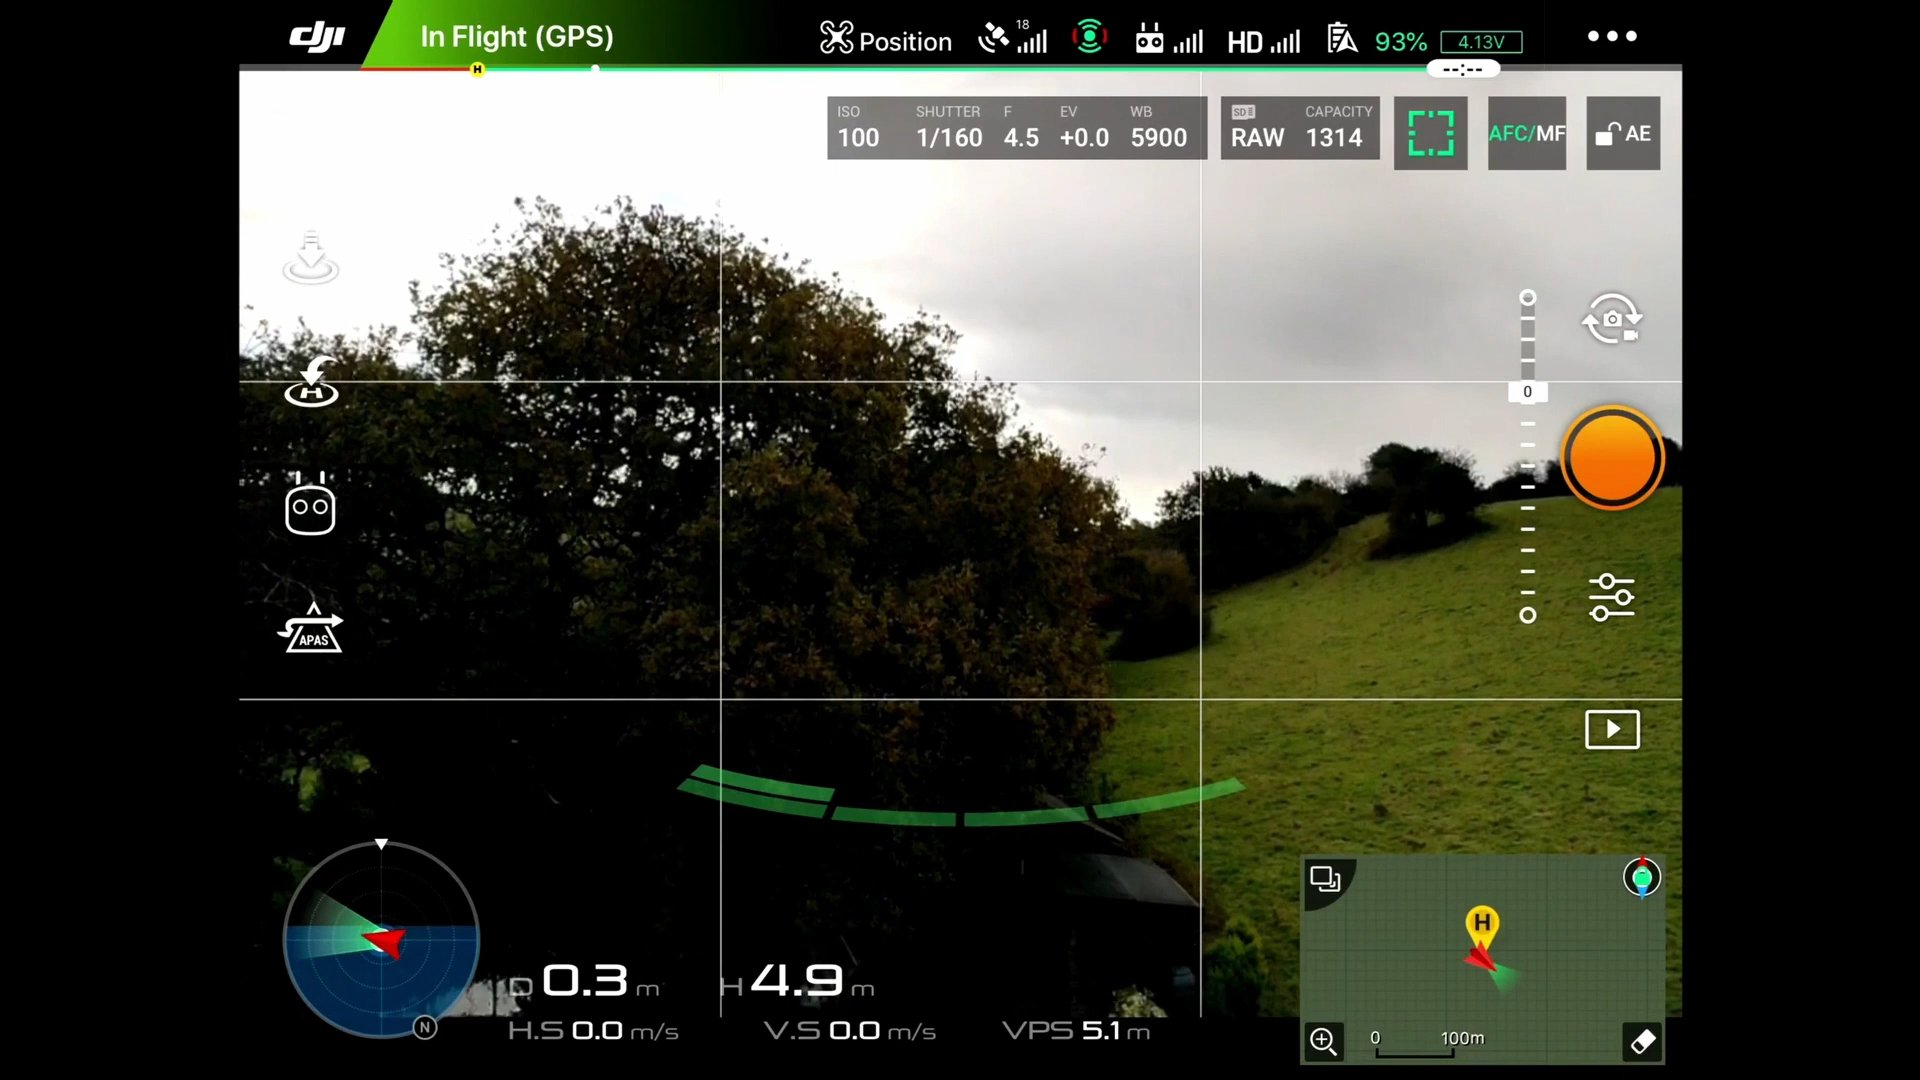 dji
In Flight (GPS)
Position
18
HD
93%
4.13V
H
--:--
ISO SHUTTER F EV WB
100 1/160 4.5 +0.0 5900
SD CAPACITY
RAW 1314
AFC/MF
AE
H
0
APAS
H
N
D 0.3 m
H 4.9 m
H.S 0.0 m/s
V.S 0.0 m/s
VPS 5.1 m
0 100m